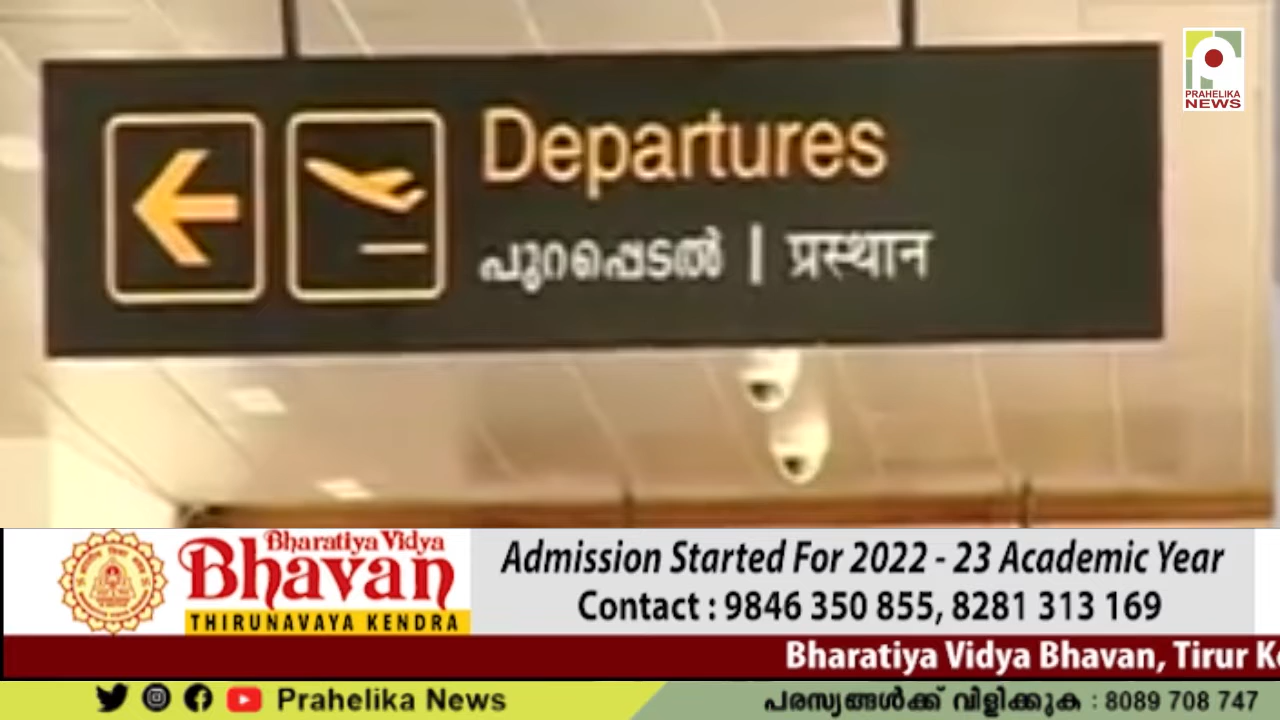 PRAHELIKA
NEWS
Departures
പുറപ്പെടൽ | प्रस्थान
Bharatiya Vidya
Bhavan
THIRUNAVAYA KENDRA
Admission Started For 2022 - 23 Academic Year
Contact : 9846 350 855, 8281 313 169
Bharatiya Vidya Bhavan, Tirur
Prahelika News
പരസ്യങ്ങൾക്ക് വിളിക്കുക : 8089 708 747